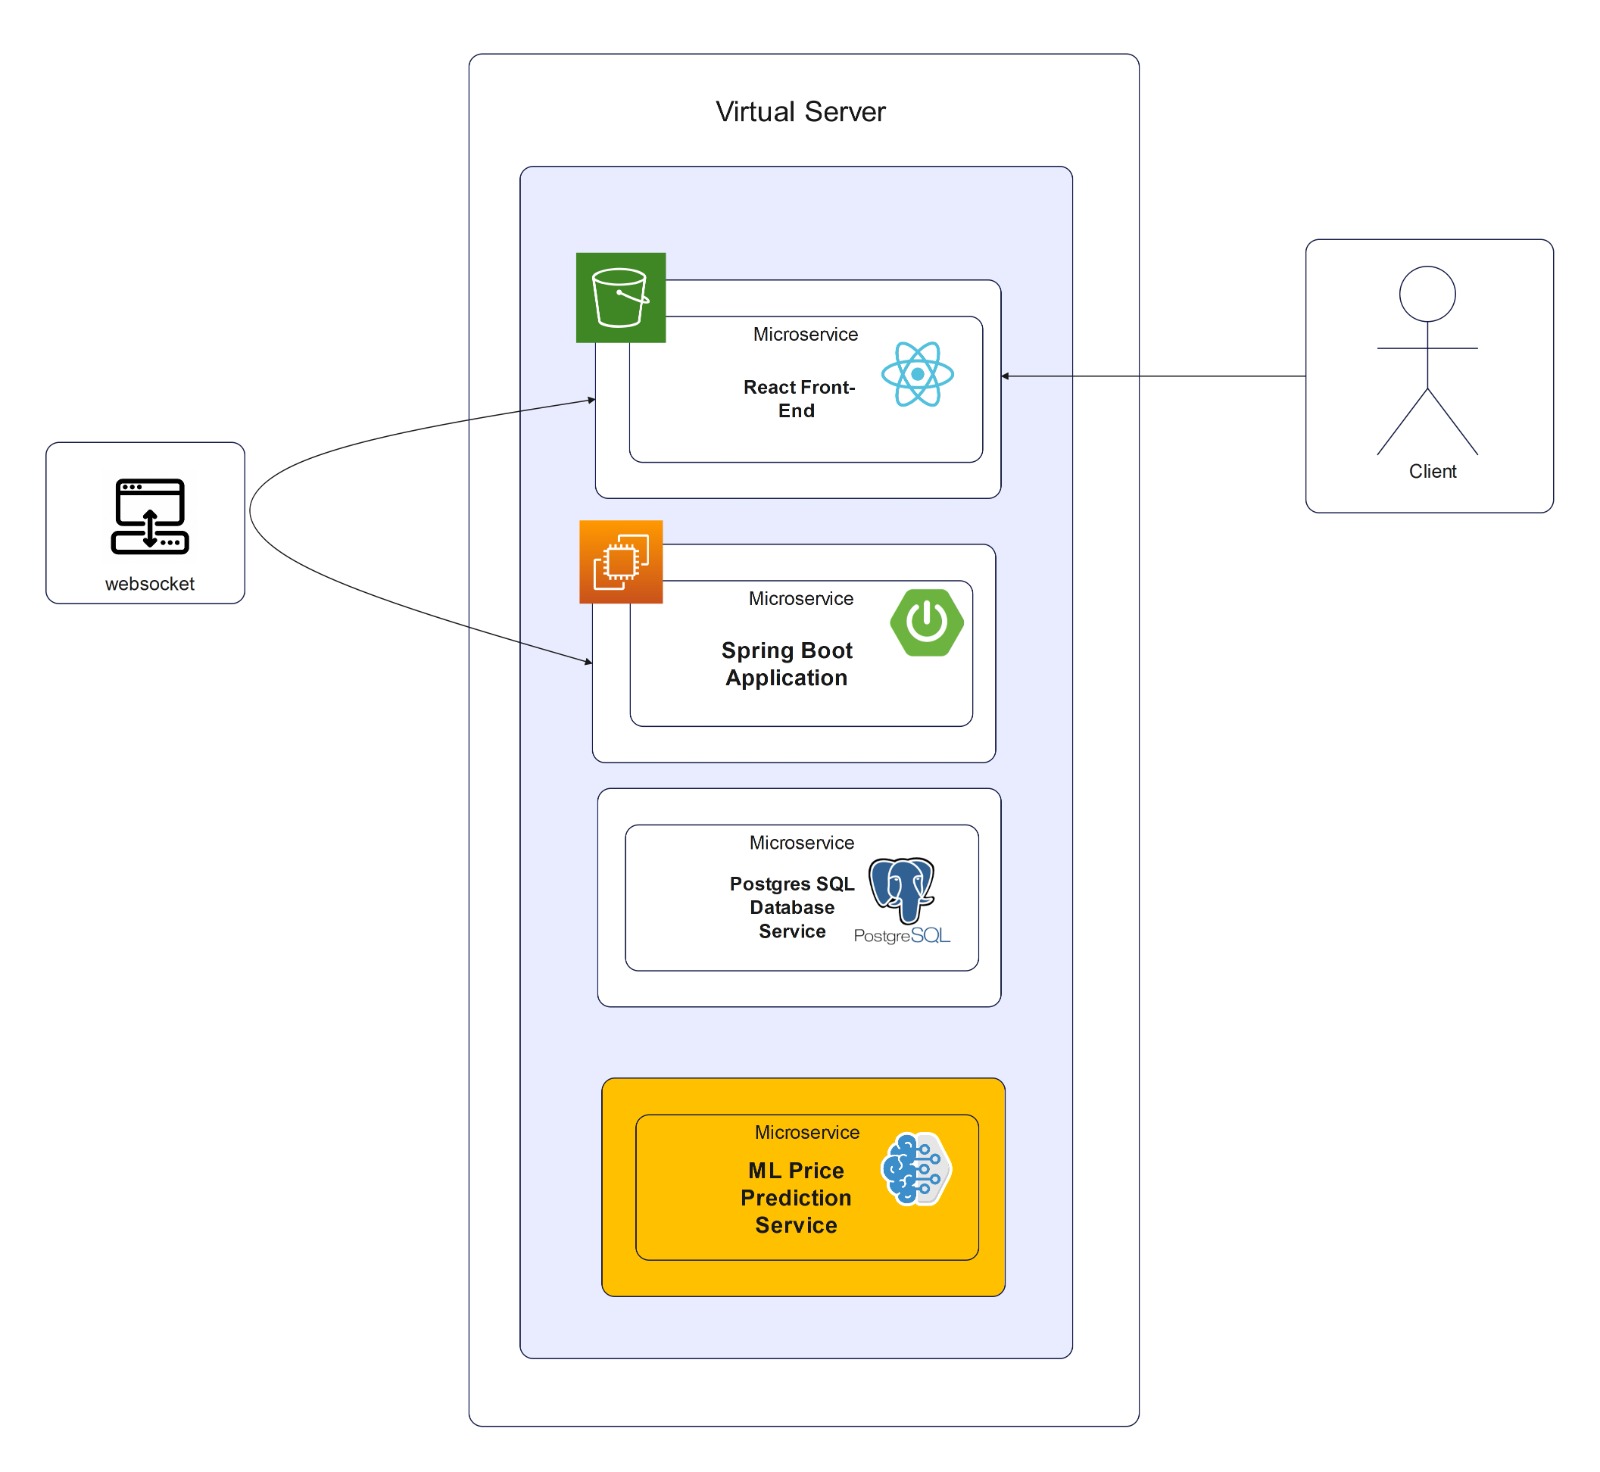 Virtual Server
Microservice
React Front-
End
Client
websocket
Microservice
Spring Boot
Application
Microservice
Postgres SQL
Database
Service
PostgreSQL
Microservice
ML Price
Prediction
Service